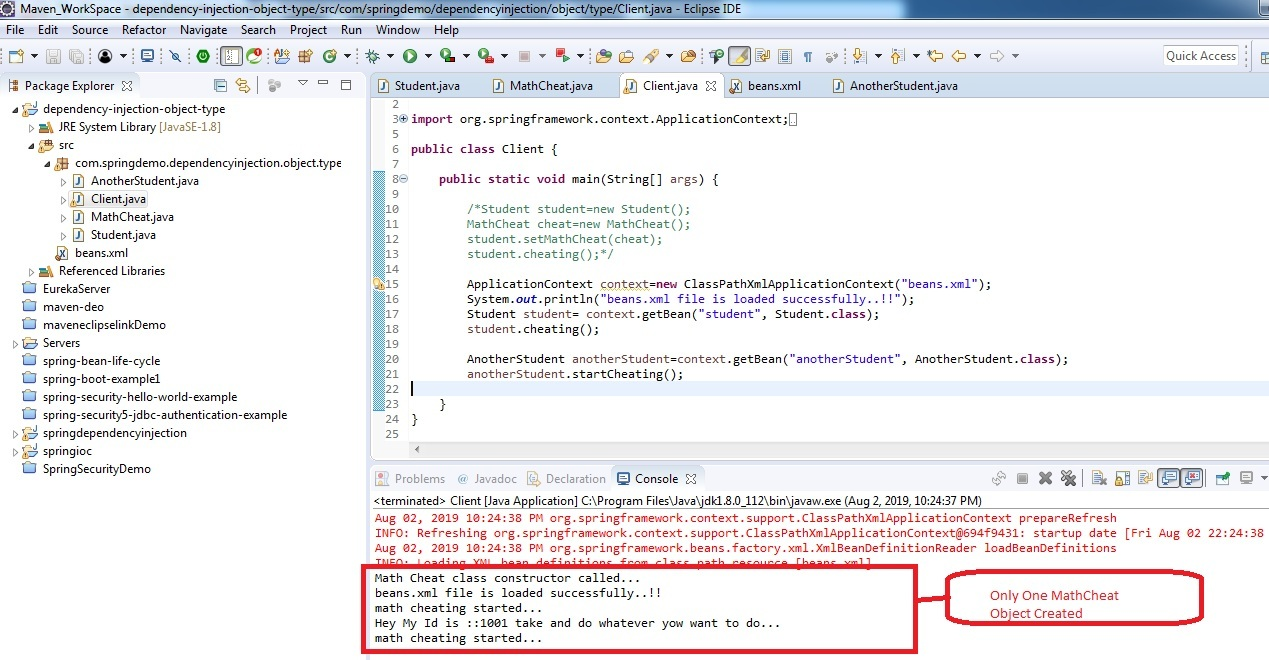 Maven_WorkSpace - dependency-injection-object-type/src/com/springdemo/dependencyinjection/object/type/Client.java - Eclipse IDE
File Edit Source Refactor Navigate Search Project Run Window Help
Quick Access
Package Explorer
dependency-injection-object-type
JRE System Library [JavaSE-1.8]
src
com.springdemo.dependencyinjection.object.type
AnotherStudent.java
Client.java
MathCheat.java
Student.java
beans.xml
Referenced Libraries
EurekaServer
maven-deo
maveneclipselinkDemo
Servers
spring-bean-life-cycle
spring-boot-example1
spring-security-hello-world-example
spring-security5-jdbc-authentication-example
springdependencyinjection
springioc
SpringSecurityDemo
Student.java MathCheat.java Client.java beans.xml AnotherStudent.java
2
3 import org.springframework.context.ApplicationContext;
5
6 public class Client {
7
8 public static void main(String[] args) {
9
10 /*Student student=new Student();
11 MathCheat cheat=new MathCheat();
12 student.setMathCheat(cheat);
13 student.cheating();*/
14
15 ApplicationContext context=new ClassPathXmlApplicationContext("beans.xml");
16 System.out.println("beans.xml file is loaded successfully..!!");
17 Student student= context.getBean("student", Student.class);
18 student.cheating();
19
20 AnotherStudent anotherStudent=context.getBean("anotherStudent", AnotherStudent.class);
21 anotherStudent.startCheating();
22
23 }
24 }
25
Problems @ Javadoc Declaration Console
<terminated> Client [Java Application] C:\Program Files\Java\jdk1.8.0_112\bin\javaw.exe (Aug 2, 2019, 10:24:37 PM)
Aug 02, 2019 10:24:38 PM org.springframework.context.support.ClassPathXmlApplicationContext prepareRefresh
INFO: Refreshing org.springframework.context.support.ClassPathXmlApplicationContext@694f9431: startup date [Fri Aug 02 22:24:38
Aug 02, 2019 10:24:38 PM org.springframework.beans.factory.xml.XmlBeanDefinitionReader loadBeanDefinitions
INFO: Loading XML bean definitions from class path resource [beans.xml]
Math Cheat class constructor called...
beans.xml file is loaded successfully..!!
math cheating started...
Hey My Id is ::1001 take and do whatever yow want to do...
math cheating started...
Only One MathCheat
Object Created